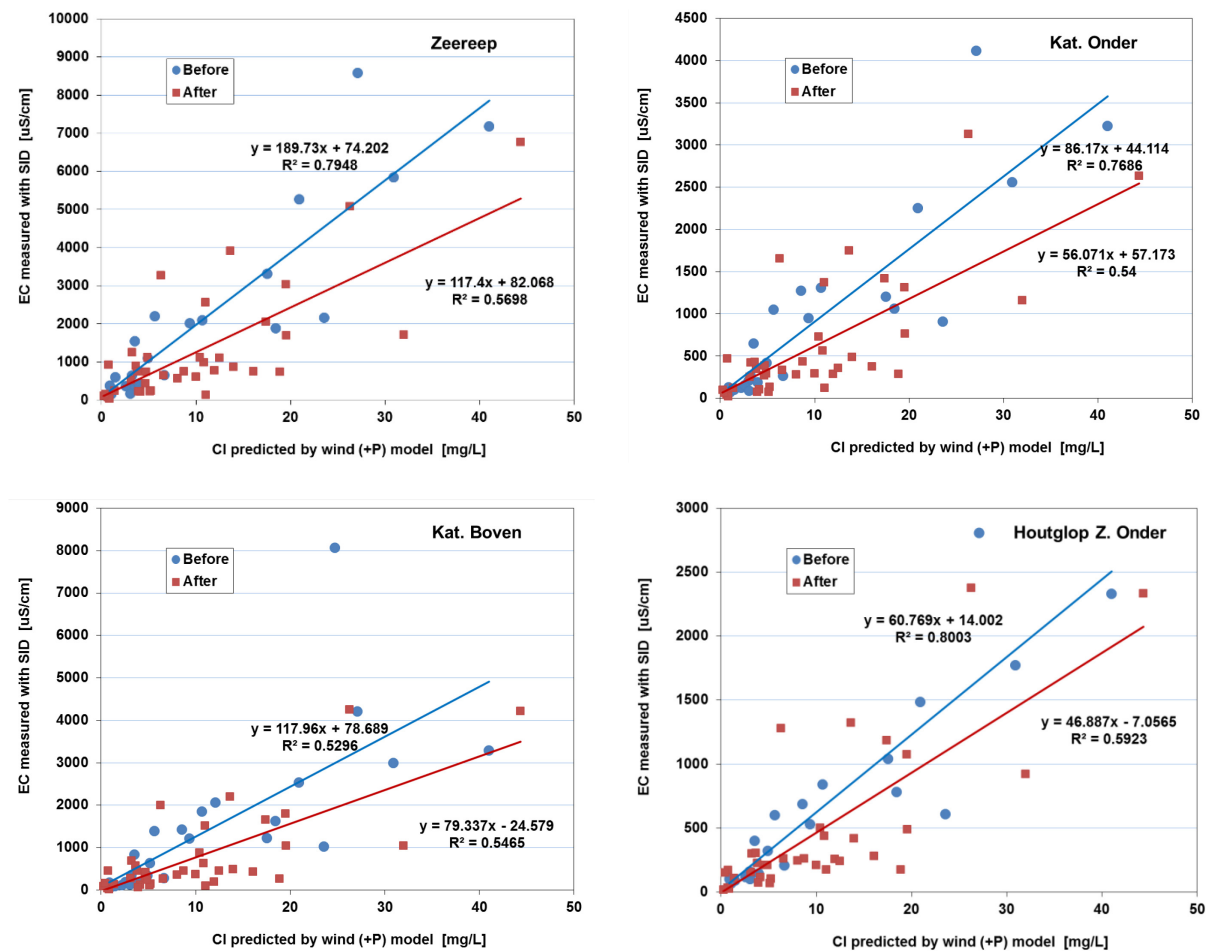 Zeereep
EC measured with SID [uS/cm]
10000
9000
8000
7000
6000
5000
4000
3000
2000
1000
0
Before
After
y = 189.73x + 74.202
R² = 0.7948
y = 117.4x + 82.068
R² = 0.5698
0 10 20 30 40 50
CI predicted by wind (+P) model [mg/L]
Kat. Onder
EC measured with SID [uS/cm]
4500
4000
3500
3000
2500
2000
1500
1000
500
0
Before
After
y = 86.17x + 44.114
R² = 0.7686
y = 56.071x + 57.173
R² = 0.54
0 10 20 30 40 50
CI predicted by wind (+P) model [mg/L]
Kat. Boven
EC measured with SID [uS/cm]
9000
8000
7000
6000
5000
4000
3000
2000
1000
0
Before
After
y = 117.96x + 78.689
R² = 0.5296
y = 79.337x - 24.579
R² = 0.5465
0 10 20 30 40 50
CI predicted by wind (+P) model [mg/L]
Houtglop Z. Onder
EC measured with SID [uS/cm]
3000
2500
2000
1500
1000
500
0
Before
After
y = 60.769x + 14.002
R² = 0.8003
y = 46.887x - 7.0565
R² = 0.5923
0 10 20 30 40 50
CI predicted by wind (+P) model [mg/L]